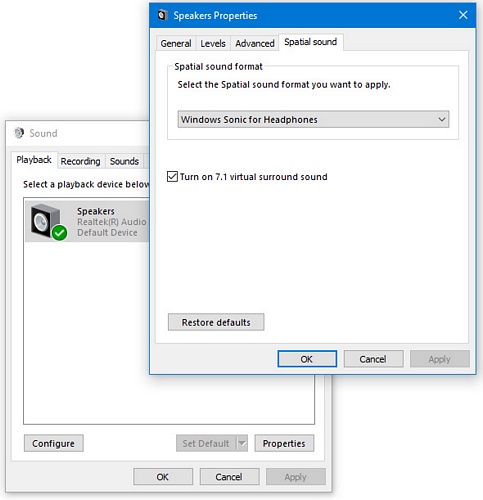 Speakers Properties
General
Levels
Advanced
Spatial sound
Spatial sound format
Select the Spatial sound format you want to apply.
Windows Sonic for Headphones
Turn on 7.1 virtual surround sound
Restore defaults
OK
Cancel
Apply
Sound
Playback
Recording
Sounds
Select a playback device below
Speakers
Realtek(R) Audio
Default Device
Configure
Set Default
Properties
OK
Cancel
Apply